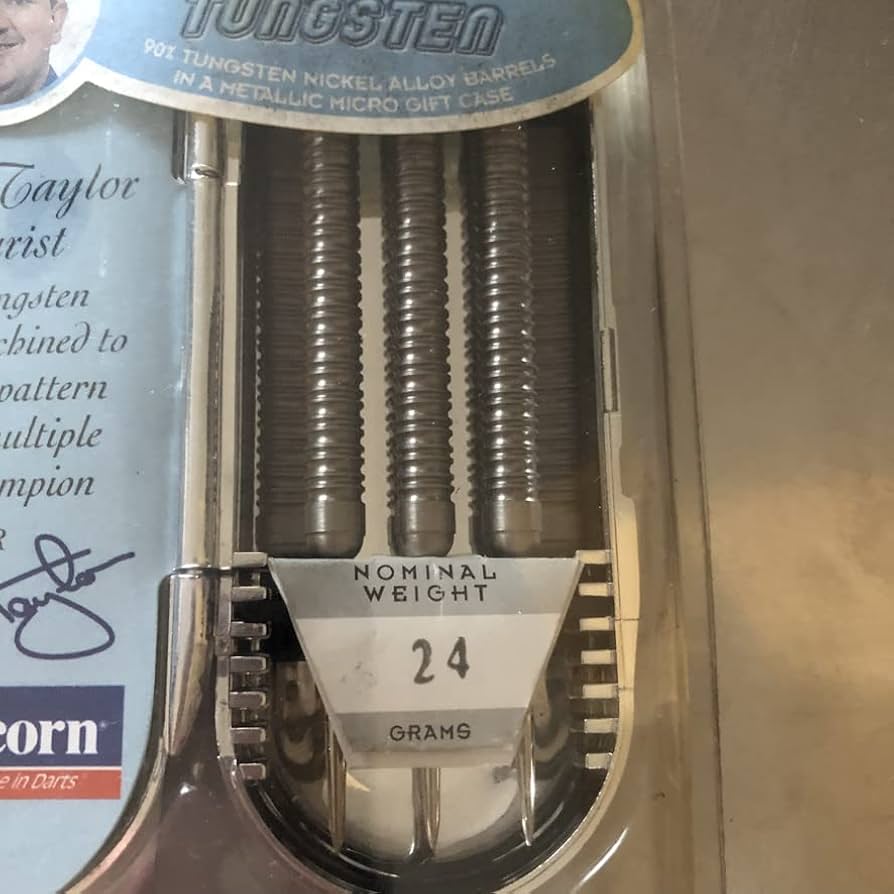 TUNGSTEN
90% TUNGSTEN NICKEL ALLOY BARRELS
IN A METALLIC MICRO GIFT CASE
Taylor
rist
ngsten
chined to
pattern
ultiple
mpion
R
Taylor
corn
e in Darts
NOMINAL
WEIGHT
24
GRAMS